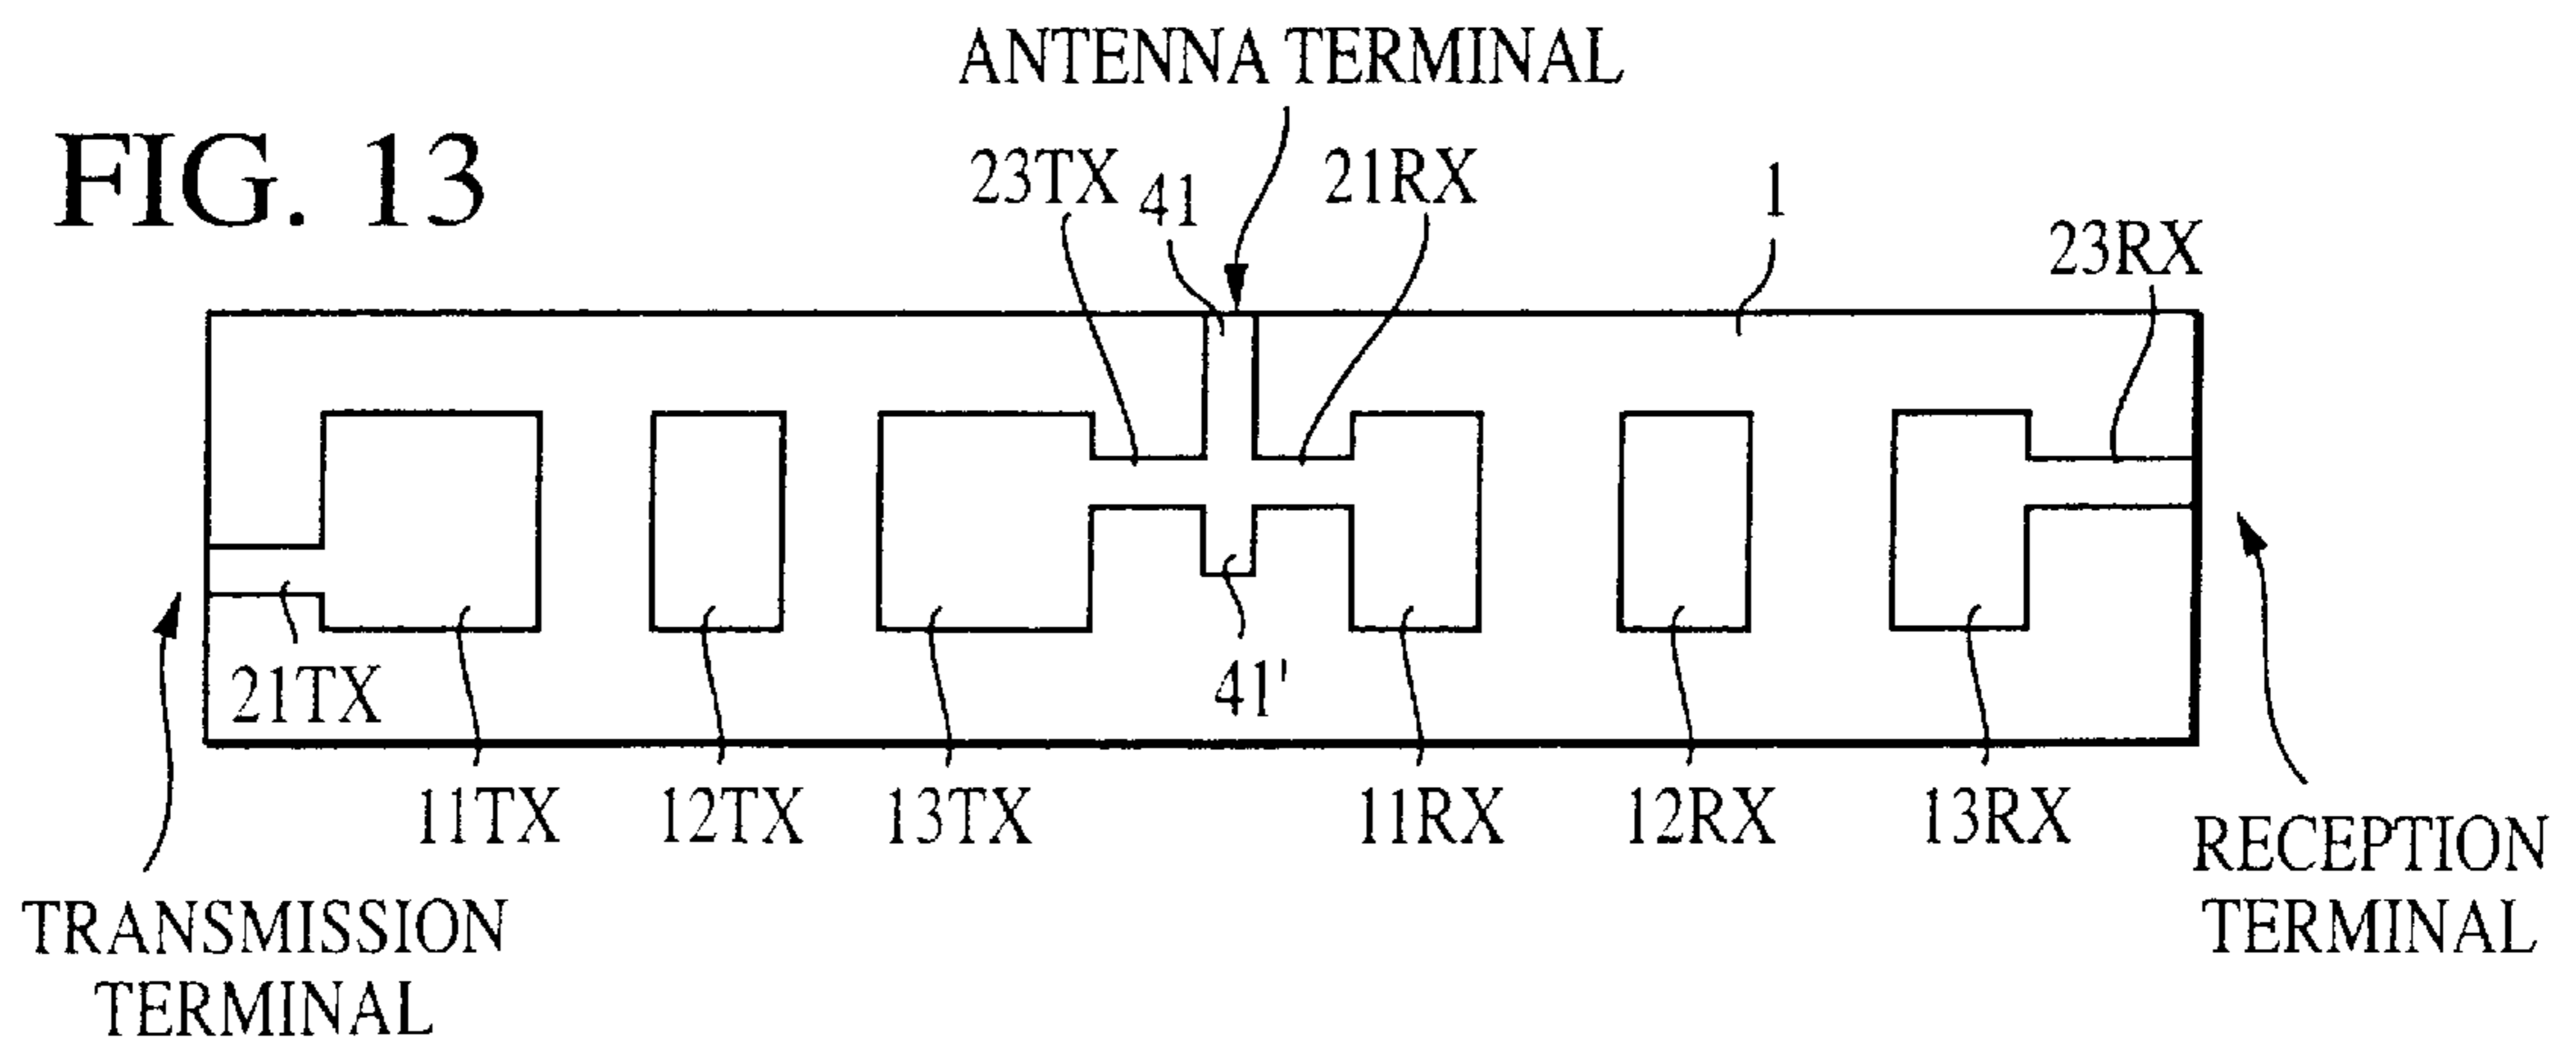 ANTENNA TERMINAL
FIG. 13
23TX
41
21RX
1
23RX
21TX
41'
11TX
12TX
13TX
11RX
12RX
13RX
TRANSMISSION
TERMINAL
RECEPTION
TERMINAL